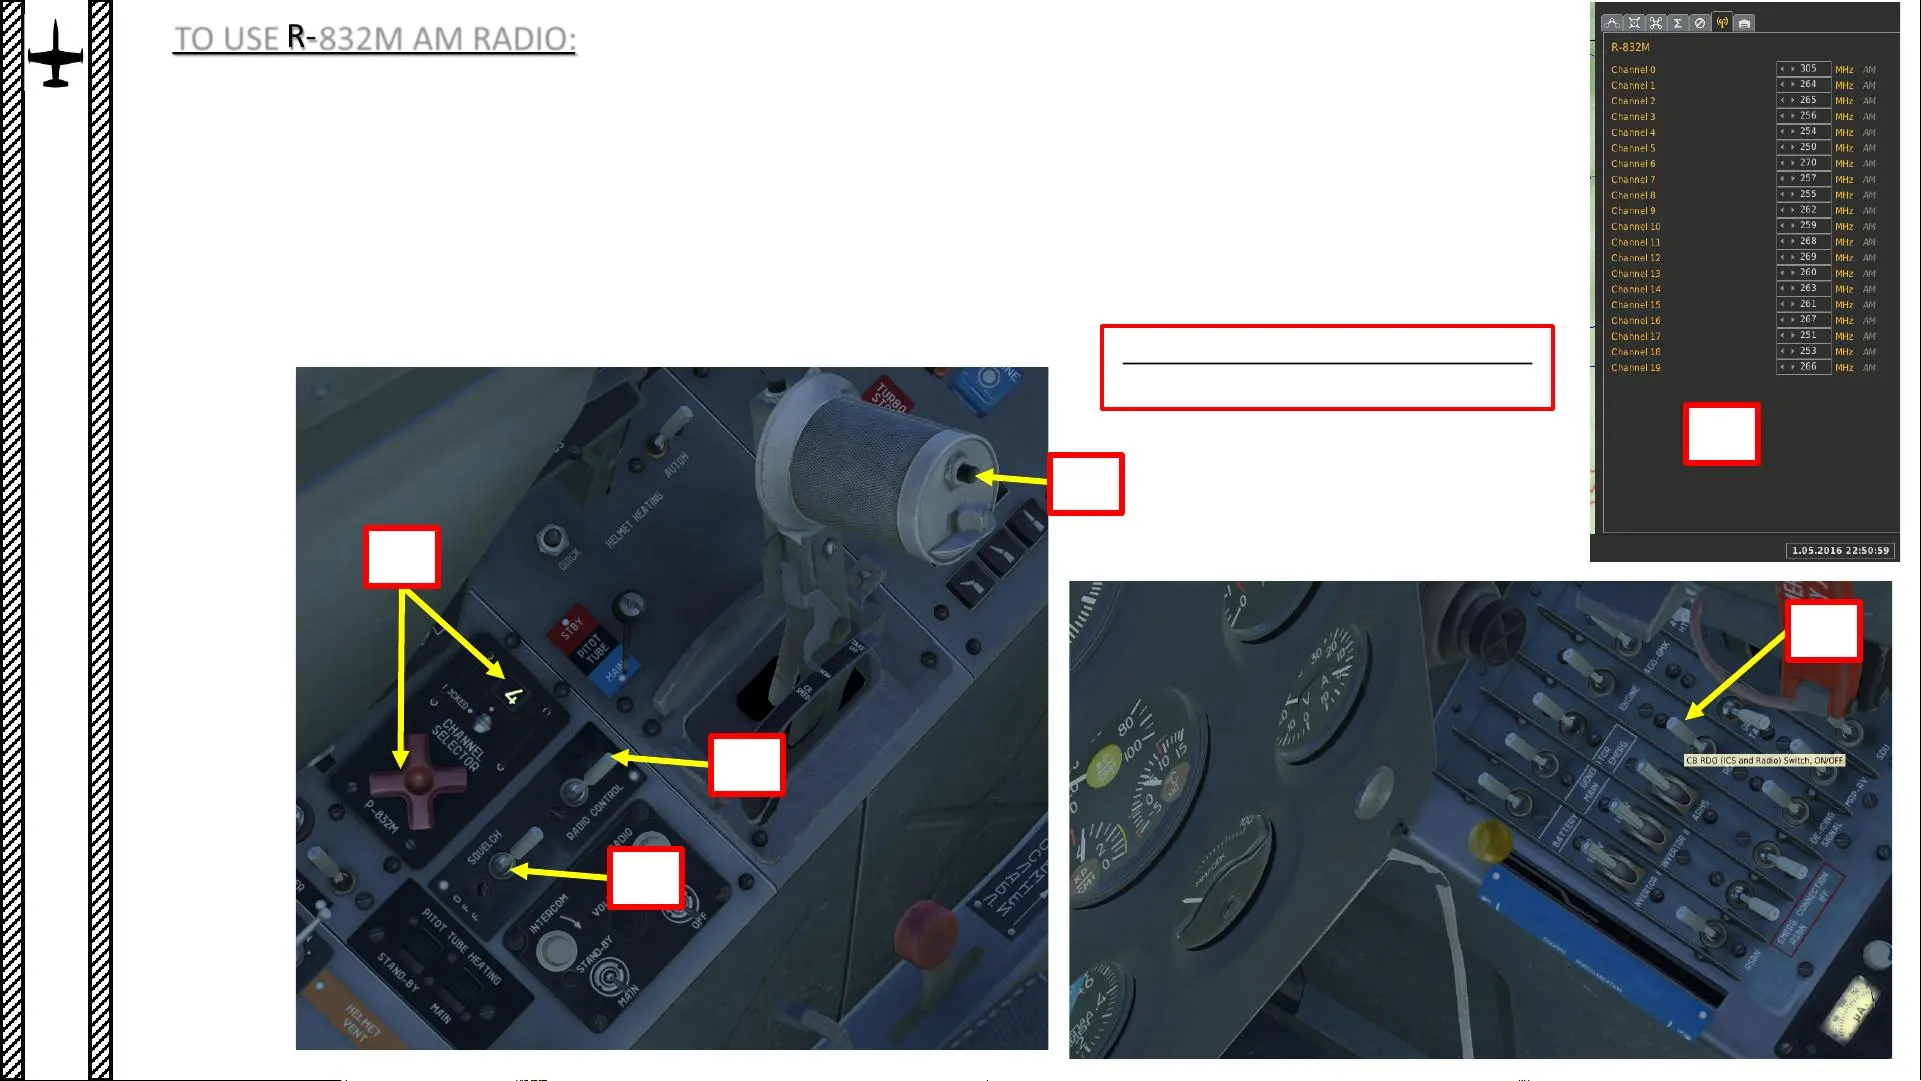 TO USE R-832M AM RADIO:
R-832M
Channel 0 305 MHz AM
Channel 1 264 MHz AM
Channel 2 265 MHz AM
Channel 3 256 MHz AM
Channel 4 254 MHz AM
Channel 5 250 MHz AM
Channel 6 270 MHz AM
Channel 7 257 MHz AM
Channel 8 255 MHz AM
Channel 9 262 MHz AM
Channel 10 259 MHz AM
Channel 11 268 MHz AM
Channel 12 269 MHz AM
Channel 13 260 MHz AM
Channel 14 263 MHz AM
Channel 15 261 MHz AM
Channel 16 267 MHz AM
Channel 17 251 MHz AM
Channel 18 253 MHz AM
Channel 19 266 MHz AM
1.05.2016 22:50:59
TURBO
AUTOM
HELMET HEATING
QUICK
STBY
PITOT
TUBE
MAIN
4
CHANNEL
SELECTOR
P-832M
RADIO CONTROL
SQUELCH
OFF
INTERCOM
STAND-BY
MAIN
OFF
PITOT TUBE HEATING
STAND-BY
MAIN
HELMET
VENT
ENGINE
EMERG
MAIN
BATTERY
CB RDO (ICS and Radio) Switch, ON/OFF
DE-ICING
SIGNAL
INVERTOR II
EMERG CONNECTION
IFF
RSBN
RSBN